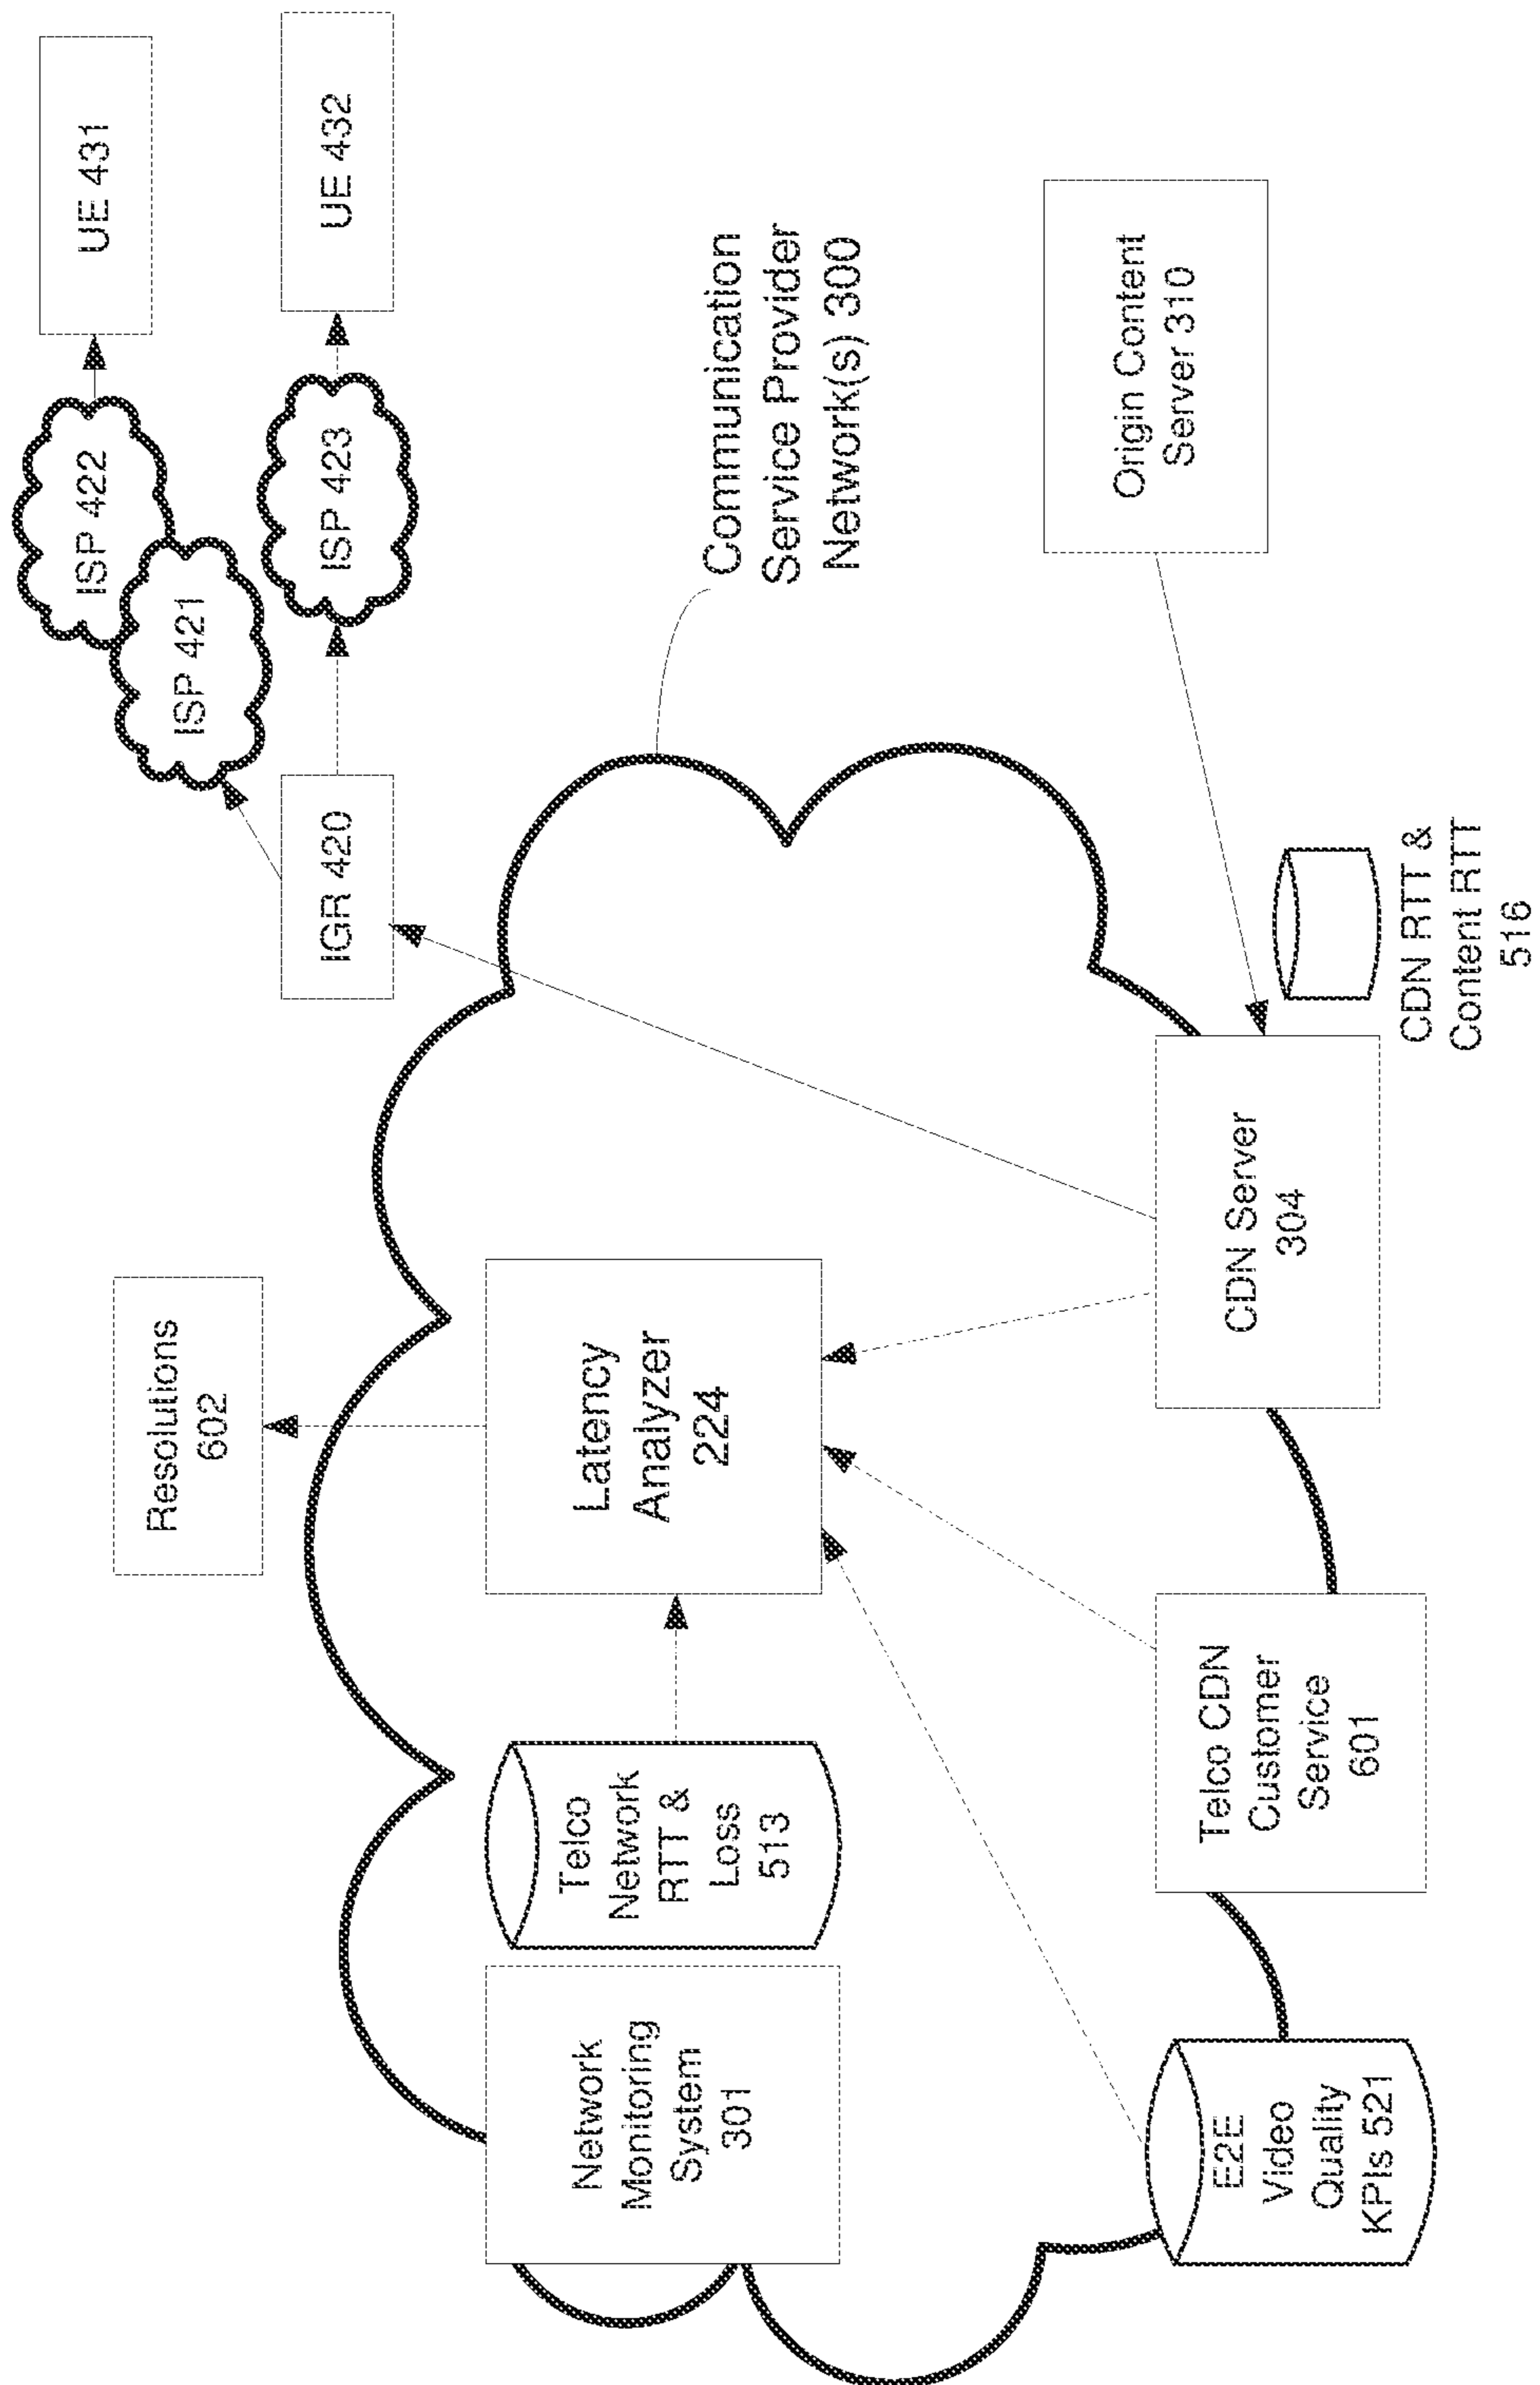 UE 431
UE 432
ISP 422
ISP 421
ISP 423
IGR 420
Communication
Service Provider
Network(s) 300
Origin Content
Server 310
CDN RTT &
Content RTT
516
Resolutions
602
Latency
Analyzer
224
CDN Server
304
Telco
Network
RTT &
Loss
513
Network
Monitoring
System
301
Telco CDN
Customer
Service
601
E2E
Video
Quality
KPIs 521